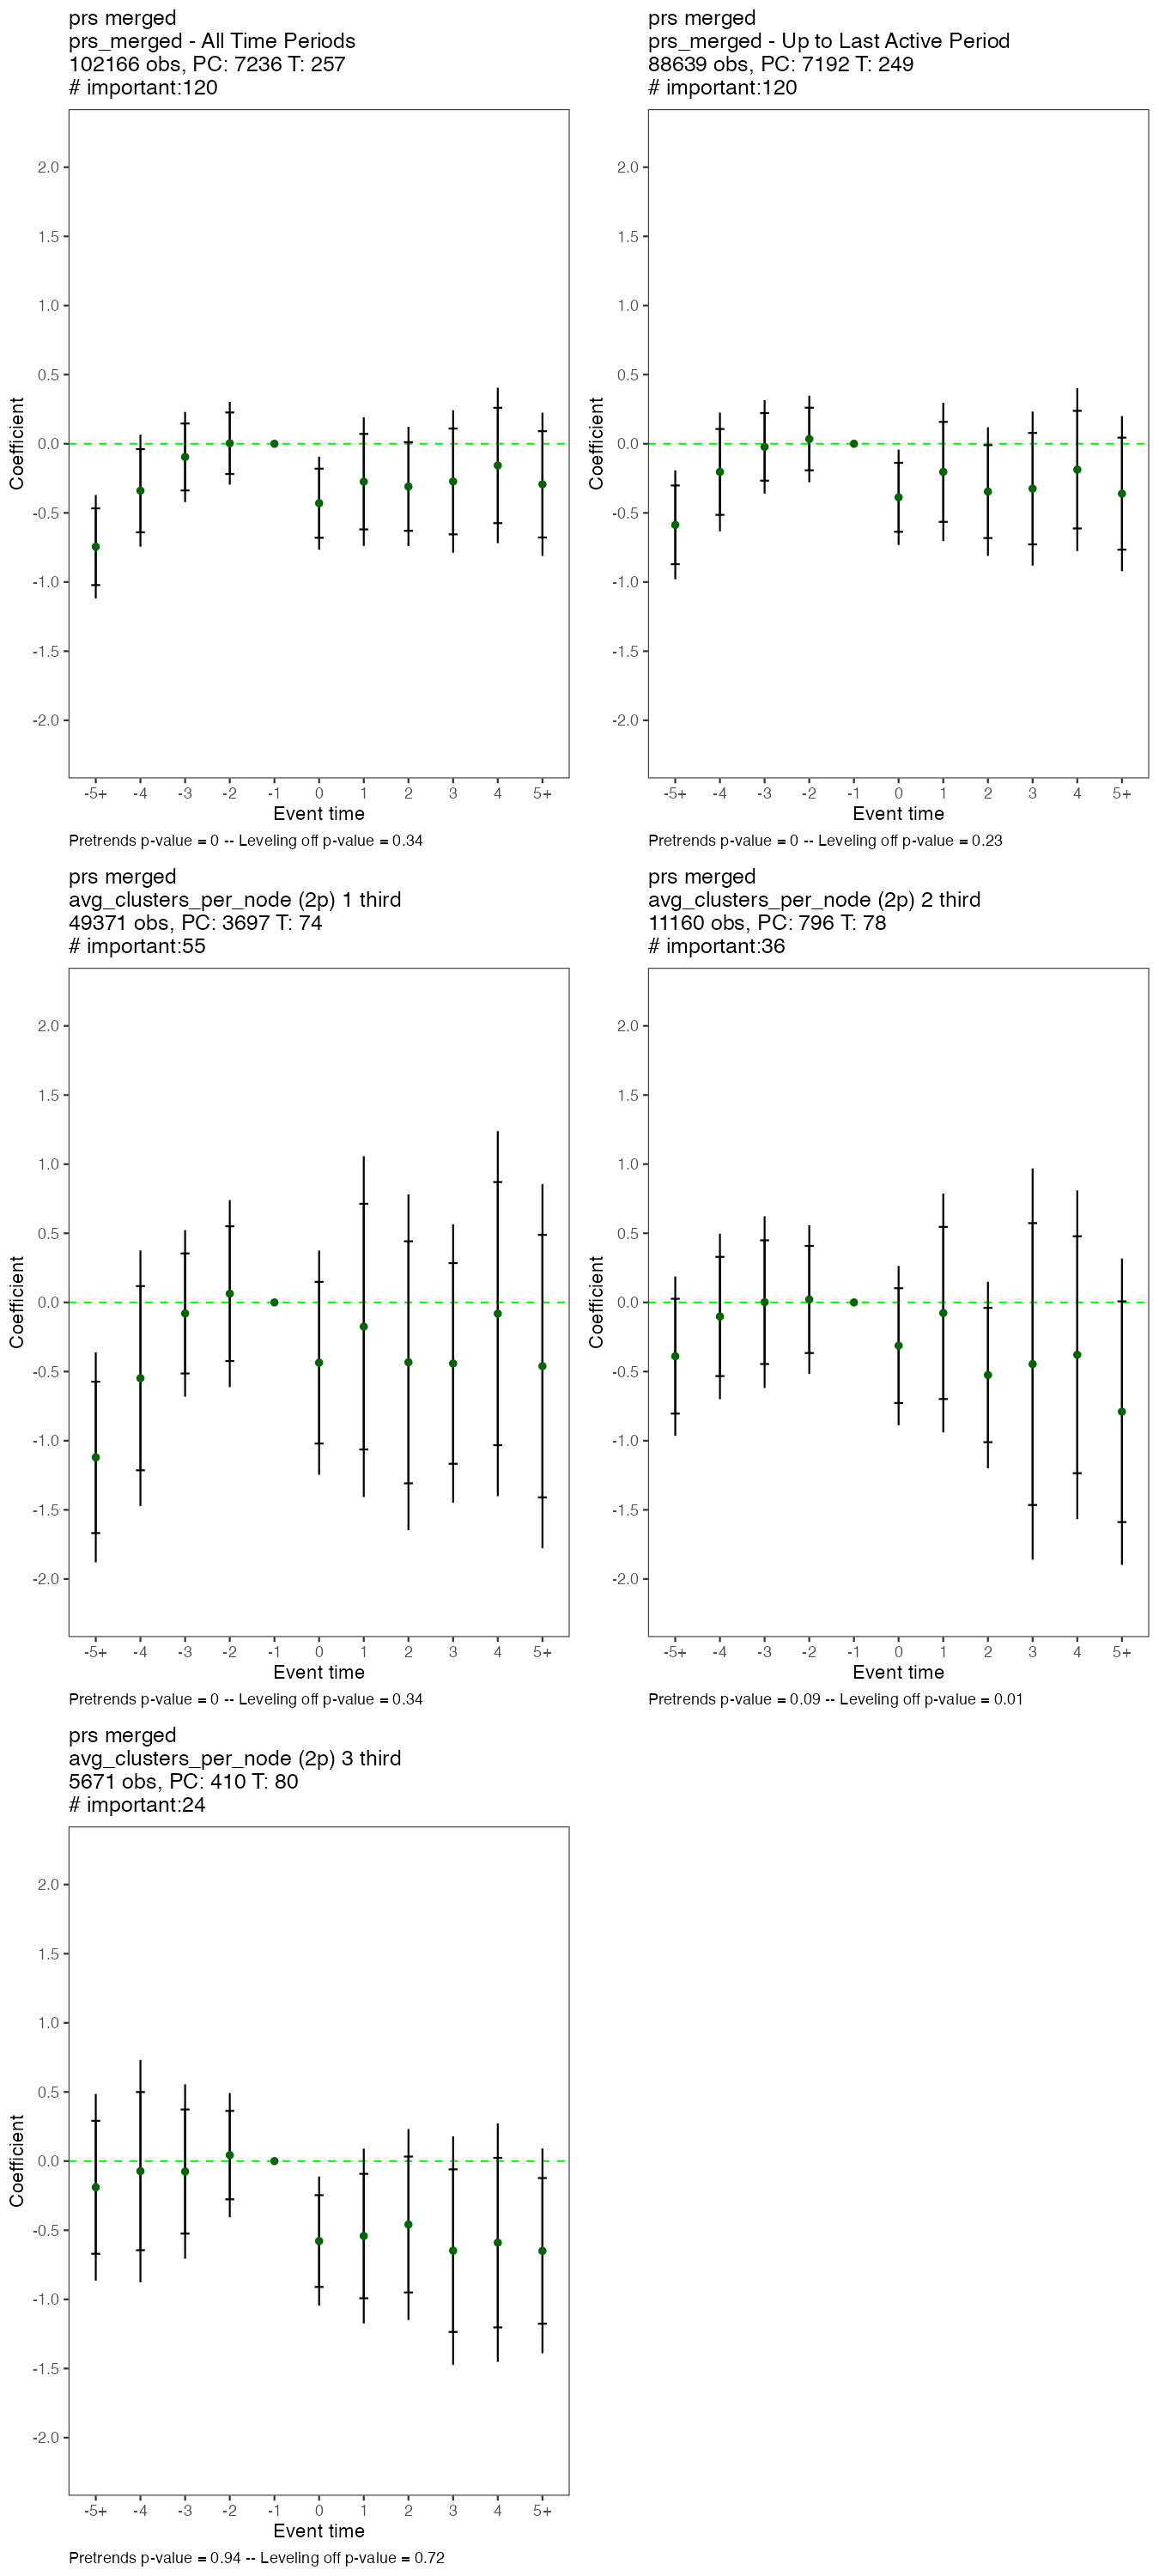 prs merged
prs_merged - All Time Periods
102166 obs, PC: 7236 T: 257
# important:120
Coefficient
2.0
1.5
1.0
0.5
0.0
-0.5
-1.0
-1.5
-2.0
-5+ -4 -3 -2 -1 0 1 2 3 4 5+
Event time
Pretrends p-value = 0 -- Leveling off p-value = 0.34
prs merged
prs_merged - Up to Last Active Period
88639 obs, PC: 7192 T: 249
# important:120
Coefficient
2.0
1.5
1.0
0.5
0.0
-0.5
-1.0
-1.5
-2.0
-5+ -4 -3 -2 -1 0 1 2 3 4 5+
Event time
Pretrends p-value = 0 -- Leveling off p-value = 0.23
prs merged
avg_clusters_per_node (2p) 1 third
49371 obs, PC: 3697 T: 74
# important:55
Coefficient
2.0
1.5
1.0
0.5
0.0
-0.5
-1.0
-1.5
-2.0
-5+ -4 -3 -2 -1 0 1 2 3 4 5+
Event time
Pretrends p-value = 0 -- Leveling off p-value = 0.34
prs merged
avg_clusters_per_node (2p) 2 third
11160 obs, PC: 796 T: 78
# important:36
Coefficient
2.0
1.5
1.0
0.5
0.0
-0.5
-1.0
-1.5
-2.0
-5+ -4 -3 -2 -1 0 1 2 3 4 5+
Event time
Pretrends p-value = 0.09 -- Leveling off p-value = 0.01
prs merged
avg_clusters_per_node (2p) 3 third
5671 obs, PC: 410 T: 80
# important:24
Coefficient
2.0
1.5
1.0
0.5
0.0
-0.5
-1.0
-1.5
-2.0
-5+ -4 -3 -2 -1 0 1 2 3 4 5+
Event time
Pretrends p-value = 0.94 -- Leveling off p-value = 0.72